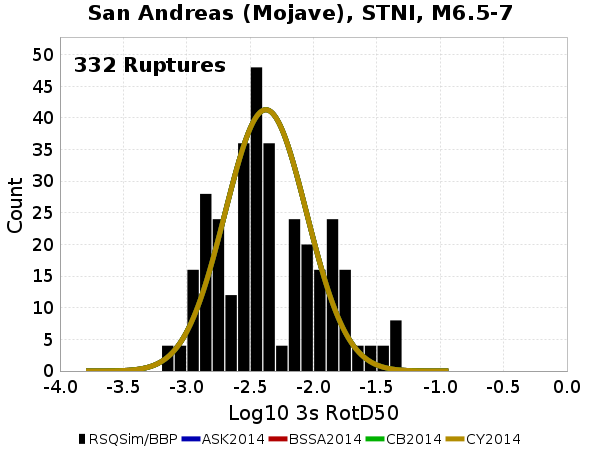 San Andreas (Mojave), STNI, M6.5-7
332 Ruptures
50
45
40
35
30
25
20
15
10
5
0
Count
-4.0 -3.5 -3.0 -2.5 -2.0 -1.5 -1.0 -0.5 0.0
Log10 3s RotD50
RSQSim/BBP ASK2014 BSSA2014 CB2014 CY2014